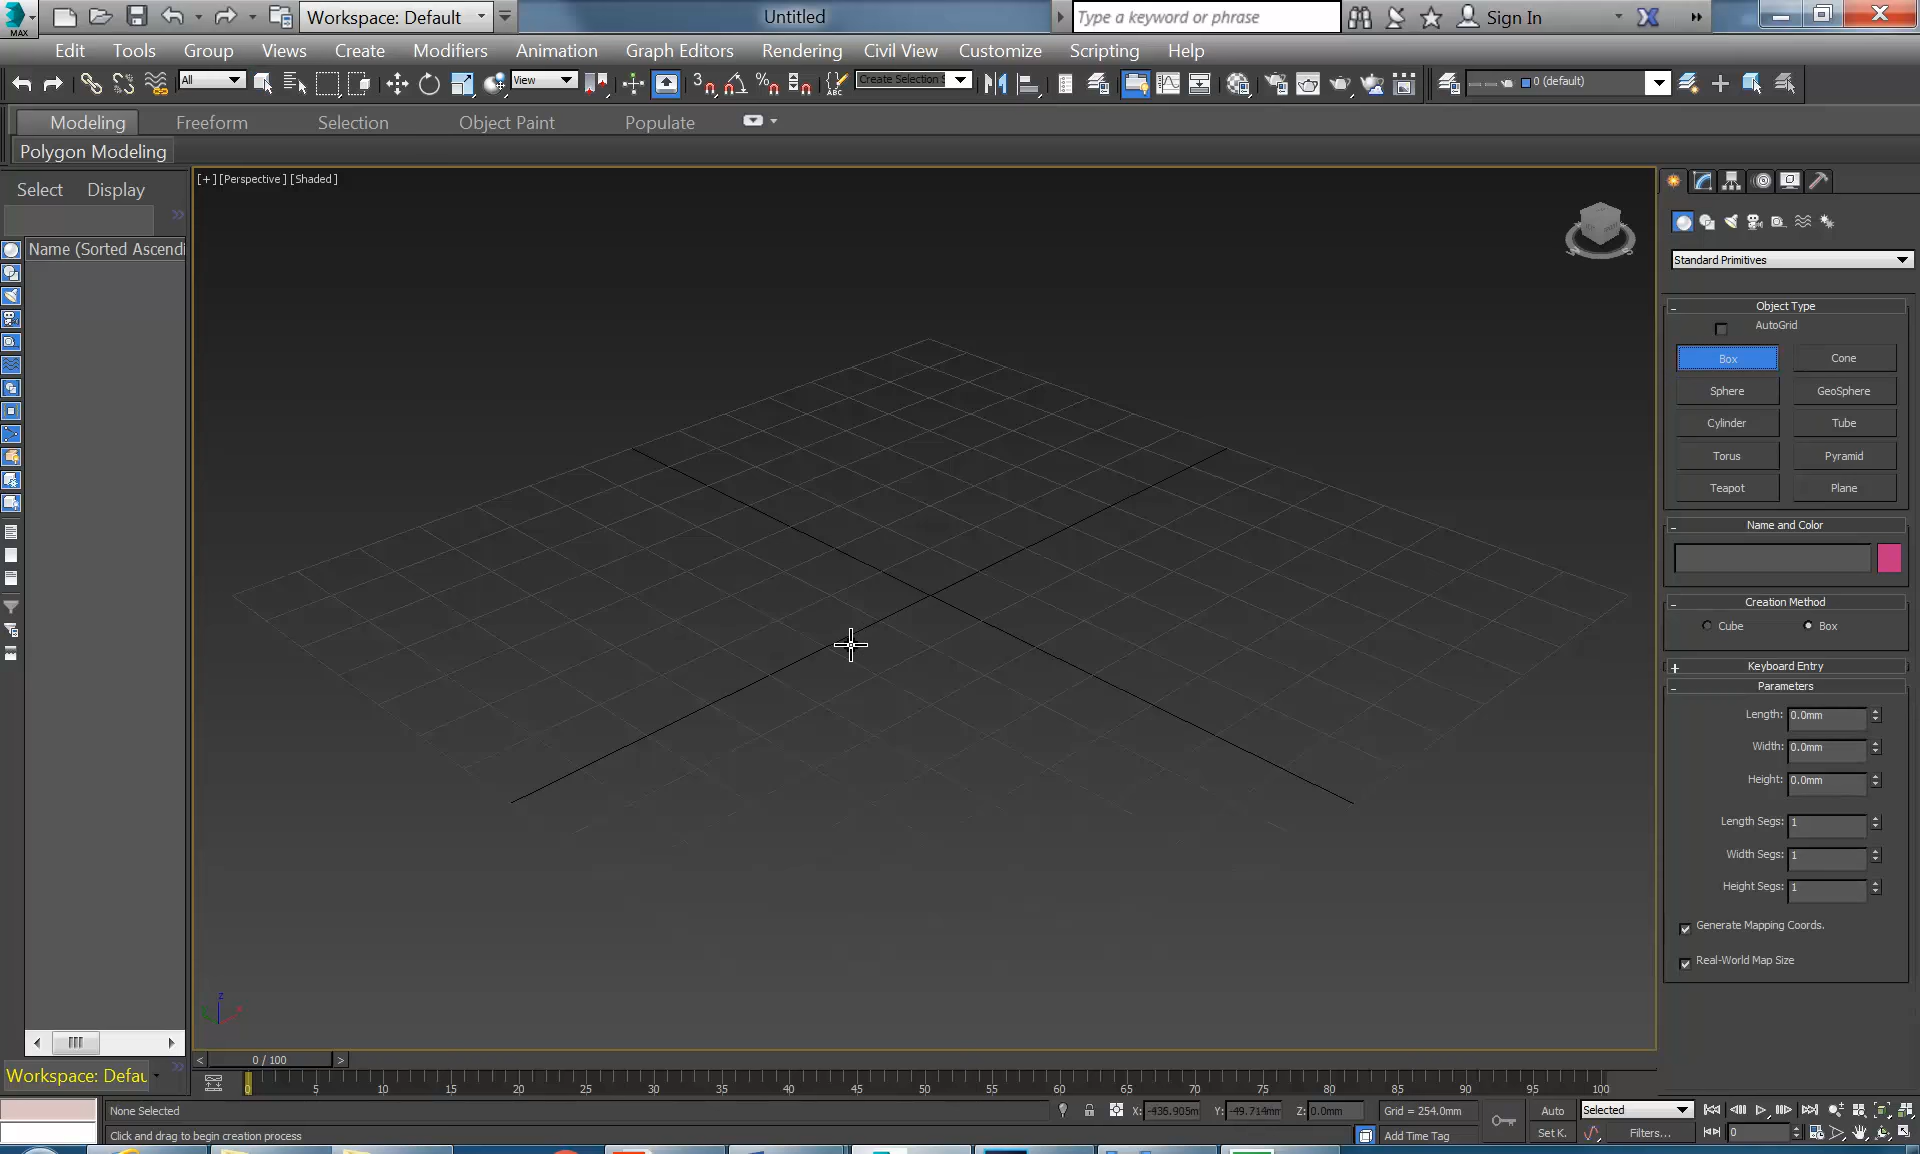 MAX
Workspace: Default
Untitled
Type a keyword or phrase
Sign In
Edit Tools Group Views Create Modifiers Animation Graph Editors Rendering Civil View Customize Scripting Help
All
View
3
%
ABC
Create Selection S
0 (default)
Modeling Freeform Selection Object Paint Populate
Polygon Modeling
Select Display
Name (Sorted Ascendi
[+] [Perspective] [Shaded]
Standard Primitives
Object Type
AutoGrid
Box Cone
Sphere GeoSphere
Cylinder Tube
Torus Pyramid
Teapot Plane
Name and Color
Creation Method
Cube Box
Keyboard Entry
Parameters
Length: 0.0mm
Width: 0.0mm
Height: 0.0mm
Length Segs: 1
Width Segs: 1
Height Segs: 1
Generate Mapping Coords.
Real-World Map Size
z
x
< 0 / 100 >
Workspace: Defau
0 5 10 15 20 25 30 35 40 45 50 55 60 65 70 75 80 85 90 95 100
None Selected
X: -435.905m Y: -49.714mm Z: 0.0mm
Grid = 254.0mm
Auto
Selected
Click and drag to begin creation process
Add Time Tag
Set K.
Filters...
0